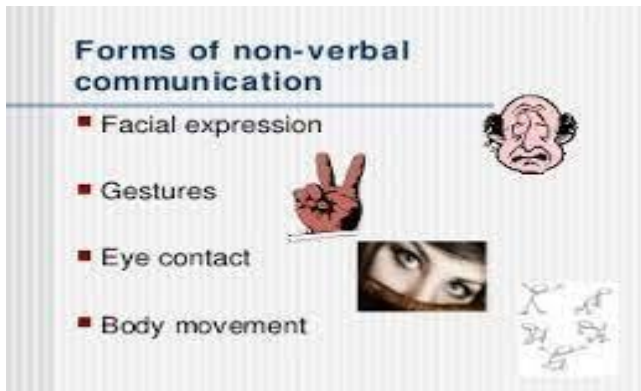 Forms of non-verbal
communication
Facial expression
Gestures
Eye contact
Body movement